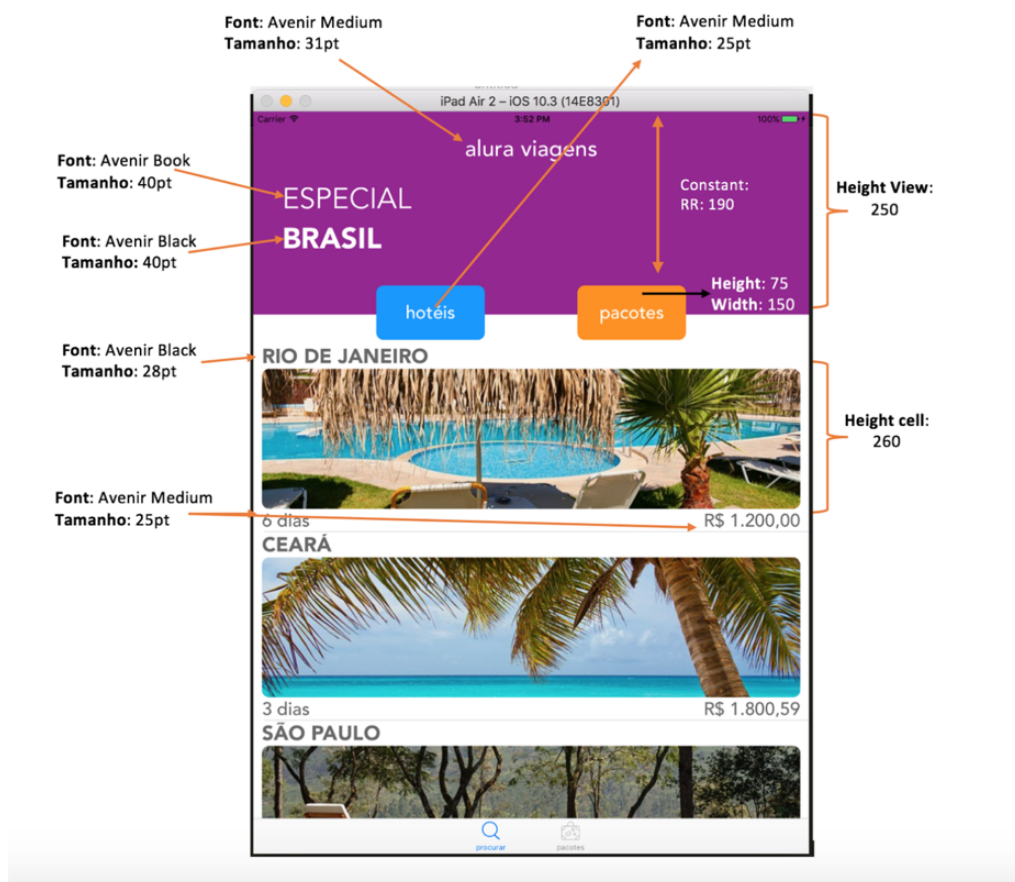 Font: Avenir Medium
Tamanho: 31pt
Font: Avenir Medium
Tamanho: 25pt
iPad Air 2 – iOS 10.3 (14E8301)
Carrier
3:52 PM
100%
alura viagens
Font: Avenir Book
Tamanho: 40pt
ESPECIAL
Constant:
RR: 190
Height View:
250
Font: Avenir Black
Tamanho: 40pt
BRASIL
Height: 75
Width: 150
hotéis
pacotes
Font: Avenir Black
Tamanho: 28pt
RIO DE JANEIRO
Height cell:
260
Font: Avenir Medium
Tamanho: 25pt
6 dias
R$ 1.200,00
CEARÁ
3 dias
R$ 1.800,59
SÃO PAULO
procurar
pacotes